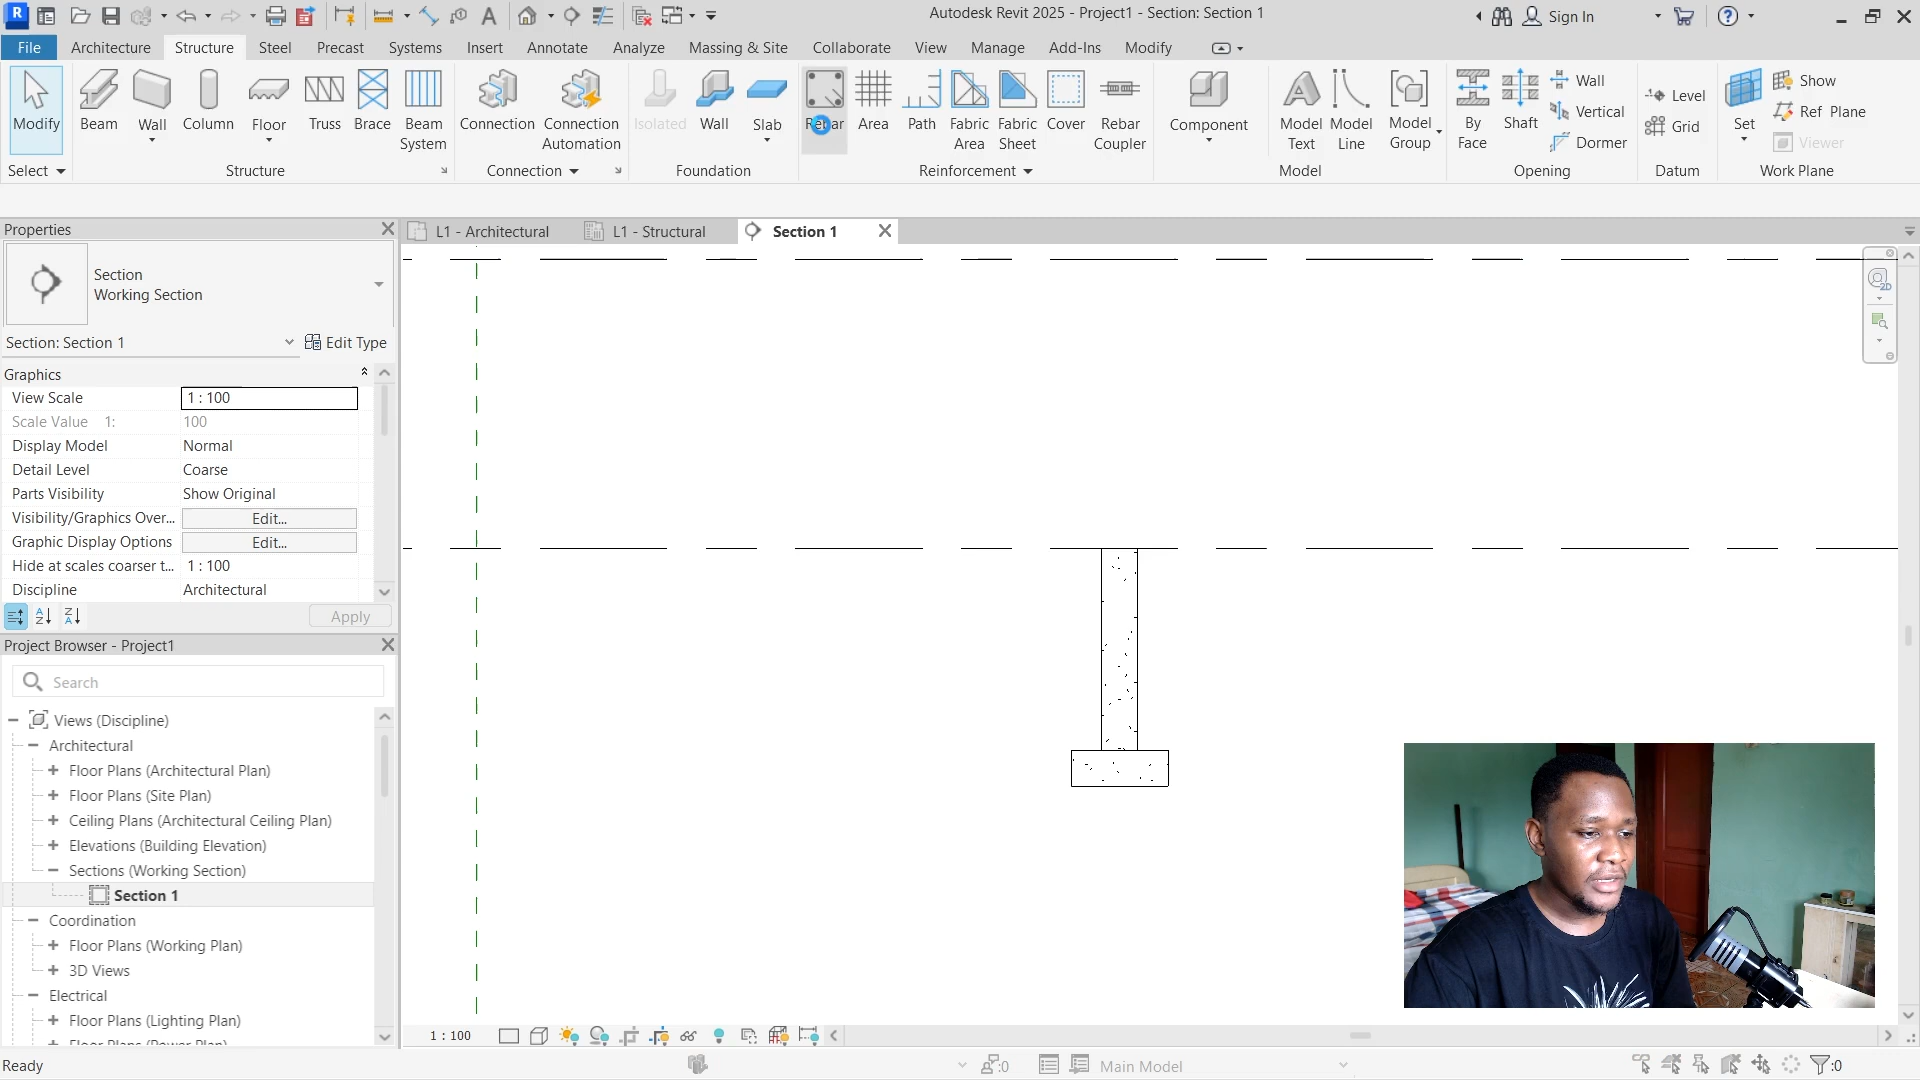 Autodesk Revit 2025 - Project1 - Section: Section 1
Sign In
File Architecture Structure Steel Precast Systems Insert Annotate Analyze Massing & Site Collaborate View Manage Add-Ins Modify
Modify
Beam
Wall
Column
Floor
Truss
Brace
Beam System
Connection
Connection Automation
Isolated
Wall
Slab
Rebar
Area
Path
Fabric Area
Fabric Sheet
Cover
Rebar Coupler
Component
Model Text
Model Line
Model Group
By Face
Shaft
Wall
Vertical
Dormer
Level
Grid
Set
Show
Ref Plane
Viewer
Select
Structure
Connection
Foundation
Reinforcement
Model
Opening
Datum
Work Plane
Properties
L1 - Architectural
L1 - Structural
Section 1
2D
Section
Working Section
Section: Section 1
Edit Type
Graphics
View Scale 1 : 100
Scale Value 1: 100
Display Model Normal
Detail Level Coarse
Parts Visibility Show Original
Visibility/Graphics Over... Edit...
Graphic Display Options Edit...
Hide at scales coarser t... 1 : 100
Discipline Architectural
Apply
Project Browser - Project1
Search
Views (Discipline)
Architectural
Floor Plans (Architectural Plan)
Floor Plans (Site Plan)
Ceiling Plans (Architectural Ceiling Plan)
Elevations (Building Elevation)
Sections (Working Section)
Section 1
Coordination
Floor Plans (Working Plan)
3D Views
Electrical
Floor Plans (Lighting Plan)
Floor Plans (Power Plan)
1 : 100
Ready
:0
Main Model
:0